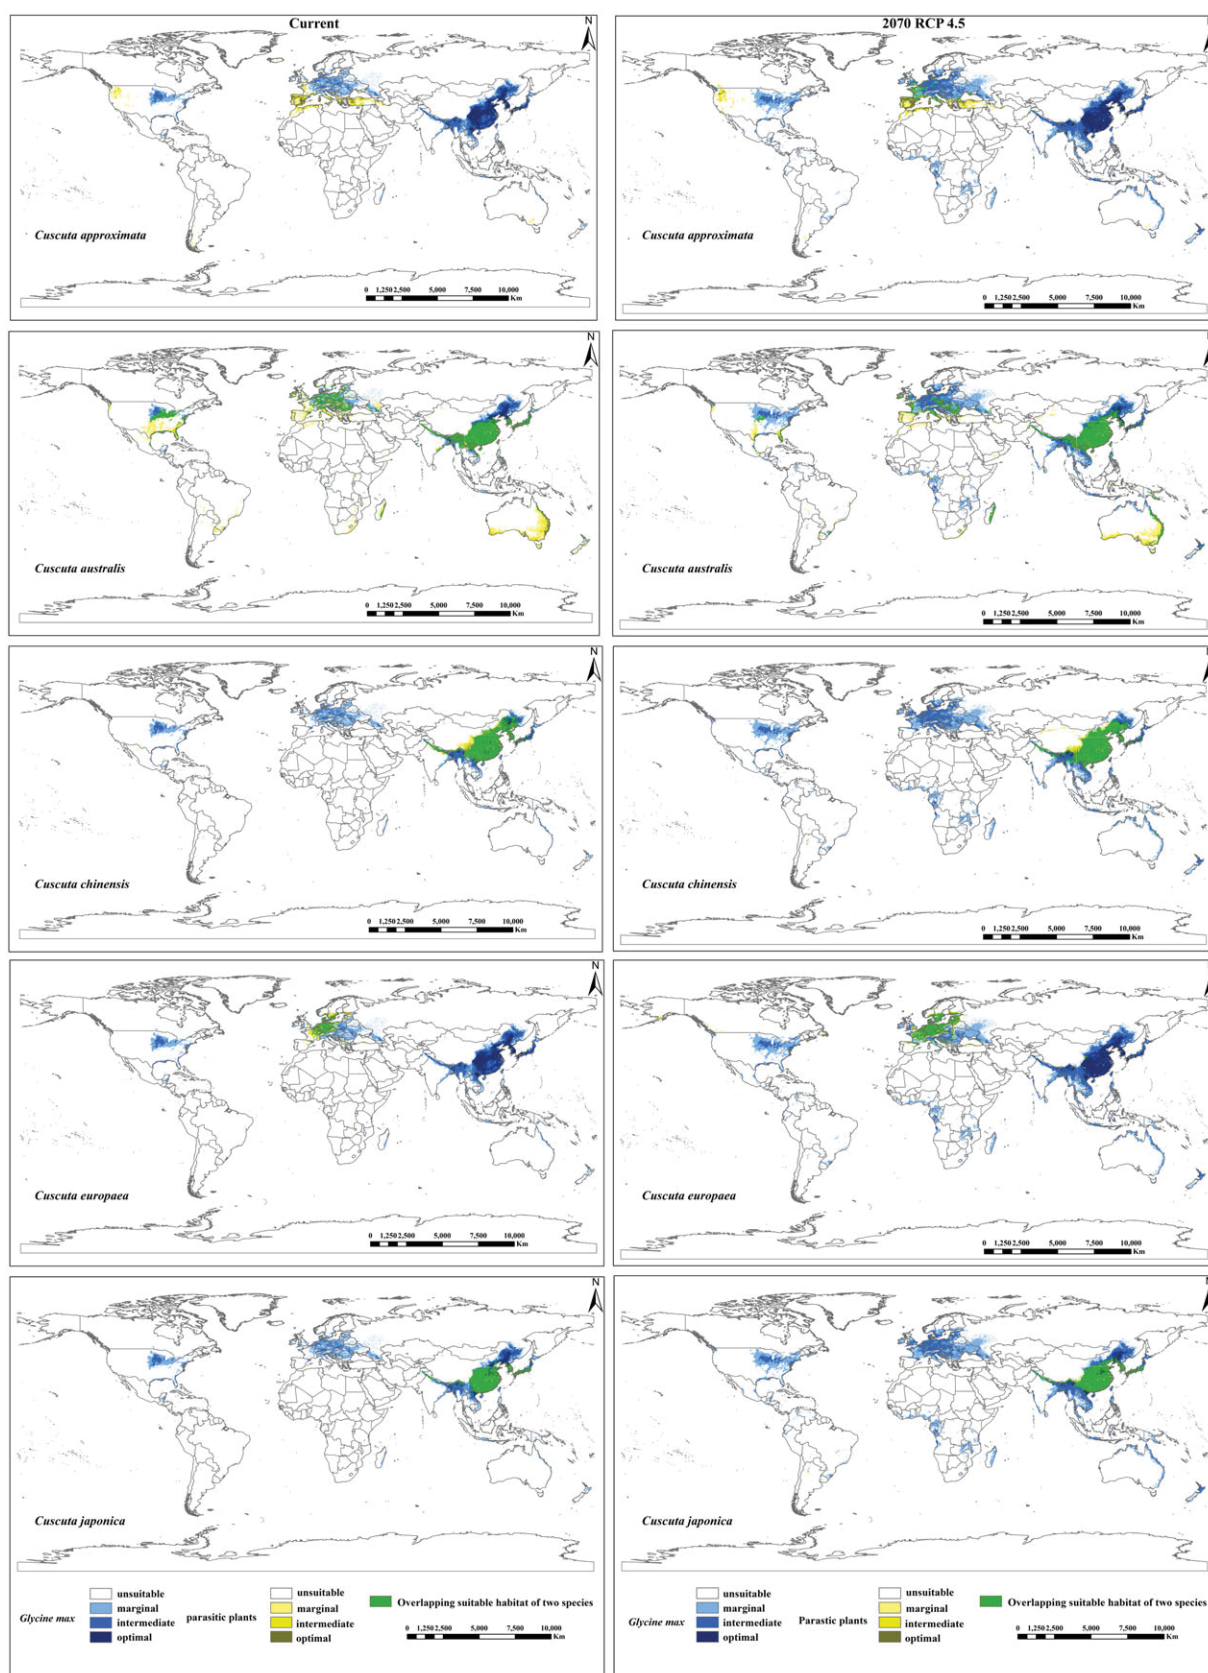 Current
2070 RCP 4.5
N
Cuscuta approximata
0 1,250 2,500 5,000 7,500 10,000
Km
Cuscuta approximata
0 1,250 2,500 5,000 7,500 10,000
Km
N
Cuscuta australis
0 1,250 2,500 5,000 7,500 10,000
Km
Cuscuta australis
0 1,250 2,500 5,000 7,500 10,000
Km
N
Cuscuta chinensis
0 1,250 2,500 5,000 7,500 10,000
Km
Cuscuta chinensis
0 1,250 2,500 5,000 7,500 10,000
Km
N
Cuscuta europaea
0 1,250 2,500 5,000 7,500 10,000
Km
Cuscuta europaea
0 1,250 2,500 5,000 7,500 10,000
Km
N
Cuscuta japonica
Cuscuta japonica
Glycine max
unsuitable
marginal
intermediate
optimal
parasitic plants
unsuitable
marginal
intermediate
optimal
Overlapping suitable habitat of two species
0 1,250 2,500 5,000 7,500 10,000
Km
Glycine max
unsuitable
marginal
intermediate
optimal
Parastic plants
unsuitable
marginal
intermediate
optimal
Overlapping suitable habitat of two species
0 1,250 2,500 5,000 7,500 10,000
Km